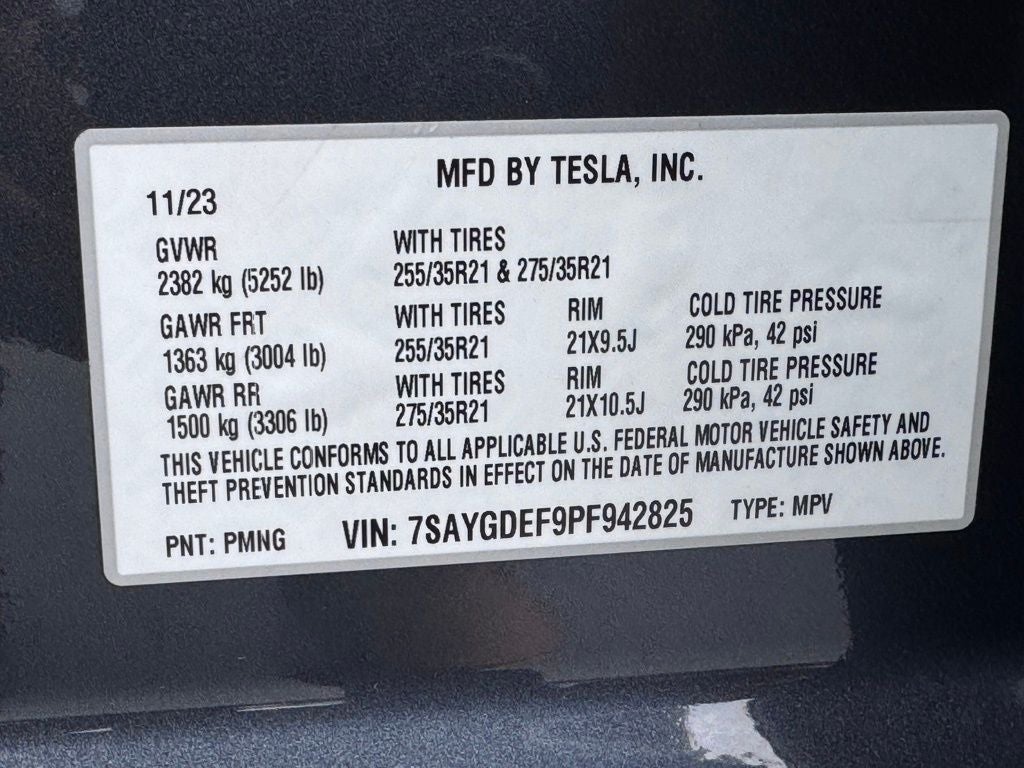 MFD BY TESLA, INC.
11/23
GVWR WITH TIRES
2382 kg (5252 lb) 255/35R21 & 275/35R21
GAWR FRT WITH TIRES RIM COLD TIRE PRESSURE
1363 kg (3004 lb) 255/35R21 21X9.5J 290 kPa, 42 psi
GAWR RR WITH TIRES RIM COLD TIRE PRESSURE
1500 kg (3306 lb) 275/35R21 21X10.5J 290 kPa, 42 psi
THIS VEHICLE CONFORMS TO ALL APPLICABLE U.S. FEDERAL MOTOR VEHICLE SAFETY AND
THEFT PREVENTION STANDARDS IN EFFECT ON THE DATE OF MANUFACTURE SHOWN ABOVE.
PNT: PMNG VIN: 7SAYGDEF9PF942825 TYPE: MPV